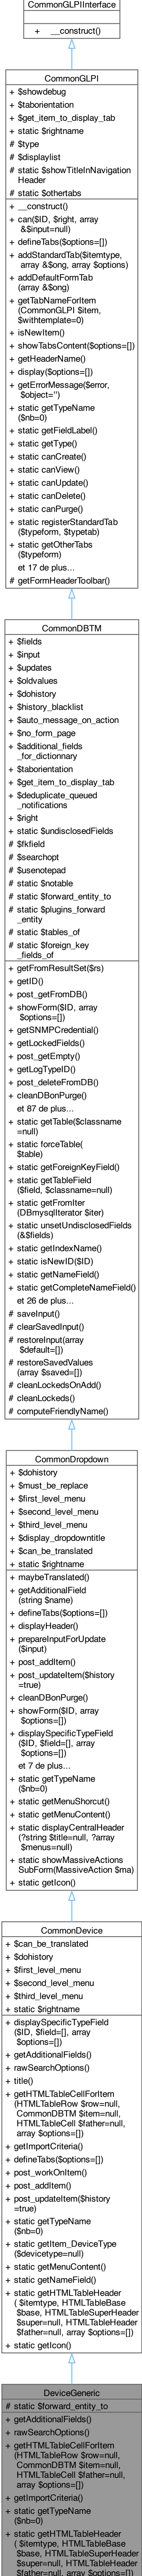 CommonGLPIInterface
+ __construct()
CommonGLPI
+ $showdebug
+ $taborientation
+ $get_item_to_display_tab
+ static $rightname
# $type
# $displaylist
# static $showTitleInNavigation
Header
# static $othertabs
+ __construct()
+ can($ID, $right, array
&$input=null)
+ defineTabs($options=[])
+ addStandardTab($itemtype,
array &$ong, array $options)
+ addDefaultFormTab
(array &$ong)
+ getTabNameForItem
(CommonGLPI $item,
$withtemplate=0)
+ isNewItem()
+ showTabsContent($options=[])
+ getHeaderName()
+ display($options=[])
+ getErrorMessage($error,
$object='')
+ static getTypeName
($nb=0)
+ static getFieldLabel()
+ static getType()
+ static canCreate()
+ static canView()
+ static canUpdate()
+ static canDelete()
+ static canPurge()
+ static registerStandardTab
($typeform, $typetab)
+ static getOtherTabs
($typeform)
et 17 de plus...
# getFormHeaderToolbar()
CommonDBTM
+ $fields
+ $input
+ $updates
+ $oldvalues
+ $dohistory
+ $history_blacklist
+ $auto_message_on_action
+ $no_form_page
+ $additional_fields
_for_dictionnary
+ $taborientation
+ $get_item_to_display_tab
+ $deduplicate_queued
_notifications
+ $right
+ static $undisclosedFields
# $fkfield
# $searchopt
# $usenotepad
# static $notable
# static $forward_entity_to
# static $plugins_forward
_entity
# static $tables_of
# static $foreign_key
_fields_of
+ getFromResultSet($rs)
+ getID()
+ post_getFromDB()
+ showForm($ID, array
$options=[])
+ getSNMPCredential()
+ getLockedFields()
+ post_getEmpty()
+ getLogTypeID()
+ post_deleteFromDB()
+ cleanDBonPurge()
et 87 de plus...
+ static getTable($classname
=null)
+ static forceTable(
$table)
+ static getForeignKeyField()
+ static getTableField
($field, $classname=null)
+ static getFromIter
(DBmysqlIterator $iter)
+ static unsetUndisclosedFields
(&$fields)
+ static getIndexName()
+ static isNewID($ID)
+ static getNameField()
+ static getCompleteNameField()
et 26 de plus...
# saveInput()
# clearSavedInput()
# restoreInput(array
$default=[])
# restoreSavedValues
(array $saved=[])
# cleanLockedsOnAdd()
# cleanLockeds()
# computeFriendlyName()
CommonDropdown
+ $dohistory
+ $must_be_replace
+ $first_level_menu
+ $second_level_menu
+ $third_level_menu
+ $display_dropdowntitle
+ $can_be_translated
+ static $rightname
+ maybeTranslated()
+ getAdditionalField
(string $name)
+ defineTabs($options=[])
+ displayHeader()
+ prepareInputForUpdate
($input)
+ post_addItem()
+ post_updateItem($history
=true)
+ cleanDBonPurge()
+ showForm($ID, array
$options=[])
+ displaySpecificTypeField
($ID, $field=[], array
$options=[])
et 7 de plus...
+ static getTypeName
($nb=0)
+ static getMenuShorcut()
+ static getMenuContent()
+ static displayCentralHeader
(?string $title=null, ?array
$menus=null)
+ static showMassiveActions
SubForm(MassiveAction $ma)
+ static getIcon()
CommonDevice
+ $can_be_translated
+ $dohistory
+ $first_level_menu
+ $second_level_menu
+ $third_level_menu
+ static $rightname
+ displaySpecificTypeField
($ID, $field=[], array
$options=[])
+ getAdditionalFields()
+ rawSearchOptions()
+ title()
+ getHTMLTableCellForItem
(HTMLTableRow $row=null,
CommonDBTM $item=null,
HTMLTableCell $father=null,
array $options=[])
+ getImportCriteria()
+ defineTabs($options=[])
+ post_workOnItem()
+ post_addItem()
+ post_updateItem($history
=true)
+ static getTypeName
($nb=0)
+ static getItem_DeviceType
($devicetype=null)
+ static getMenuContent()
+ static getNameField()
+ static getHTMLTableHeader
( $itemtype, HTMLTableBase
$base, HTMLTableSuperHeader
$super=null, HTMLTableHeader
$father=null, array $options=[])
+ static getIcon()
DeviceGeneric
# static $forward_entity_to
+ getAdditionalFields()
+ rawSearchOptions()
+ getHTMLTableCellForItem
(HTMLTableRow $row=null,
CommonDBTM $item=null,
HTMLTableCell $father=null,
array $options=[])
+ getImportCriteria()
+ static getTypeName
($nb=0)
+ static getHTMLTableHeader
( $itemtype, HTMLTableBase
$base, HTMLTableSuperHeader
$super=null, HTMLTableHeader
$father=null, array $options=[])